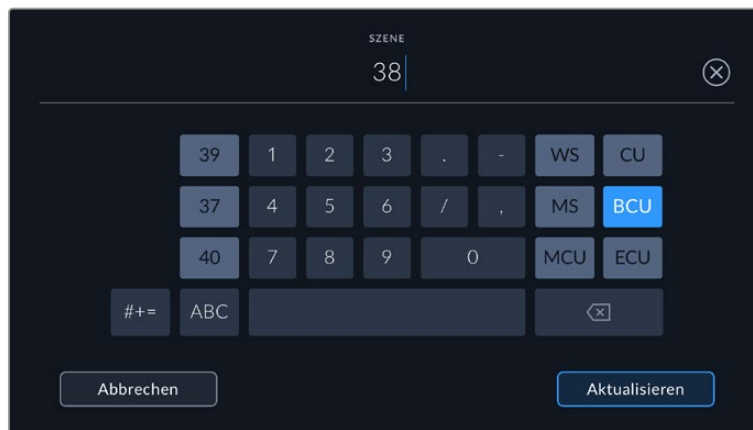 SZENE
38
39 1 2 3 . - WS CU
37 4 5 6 / , MS BCU
40 7 8 9 0 MCU ECU
#+= ABC
Abbrechen Aktualisieren